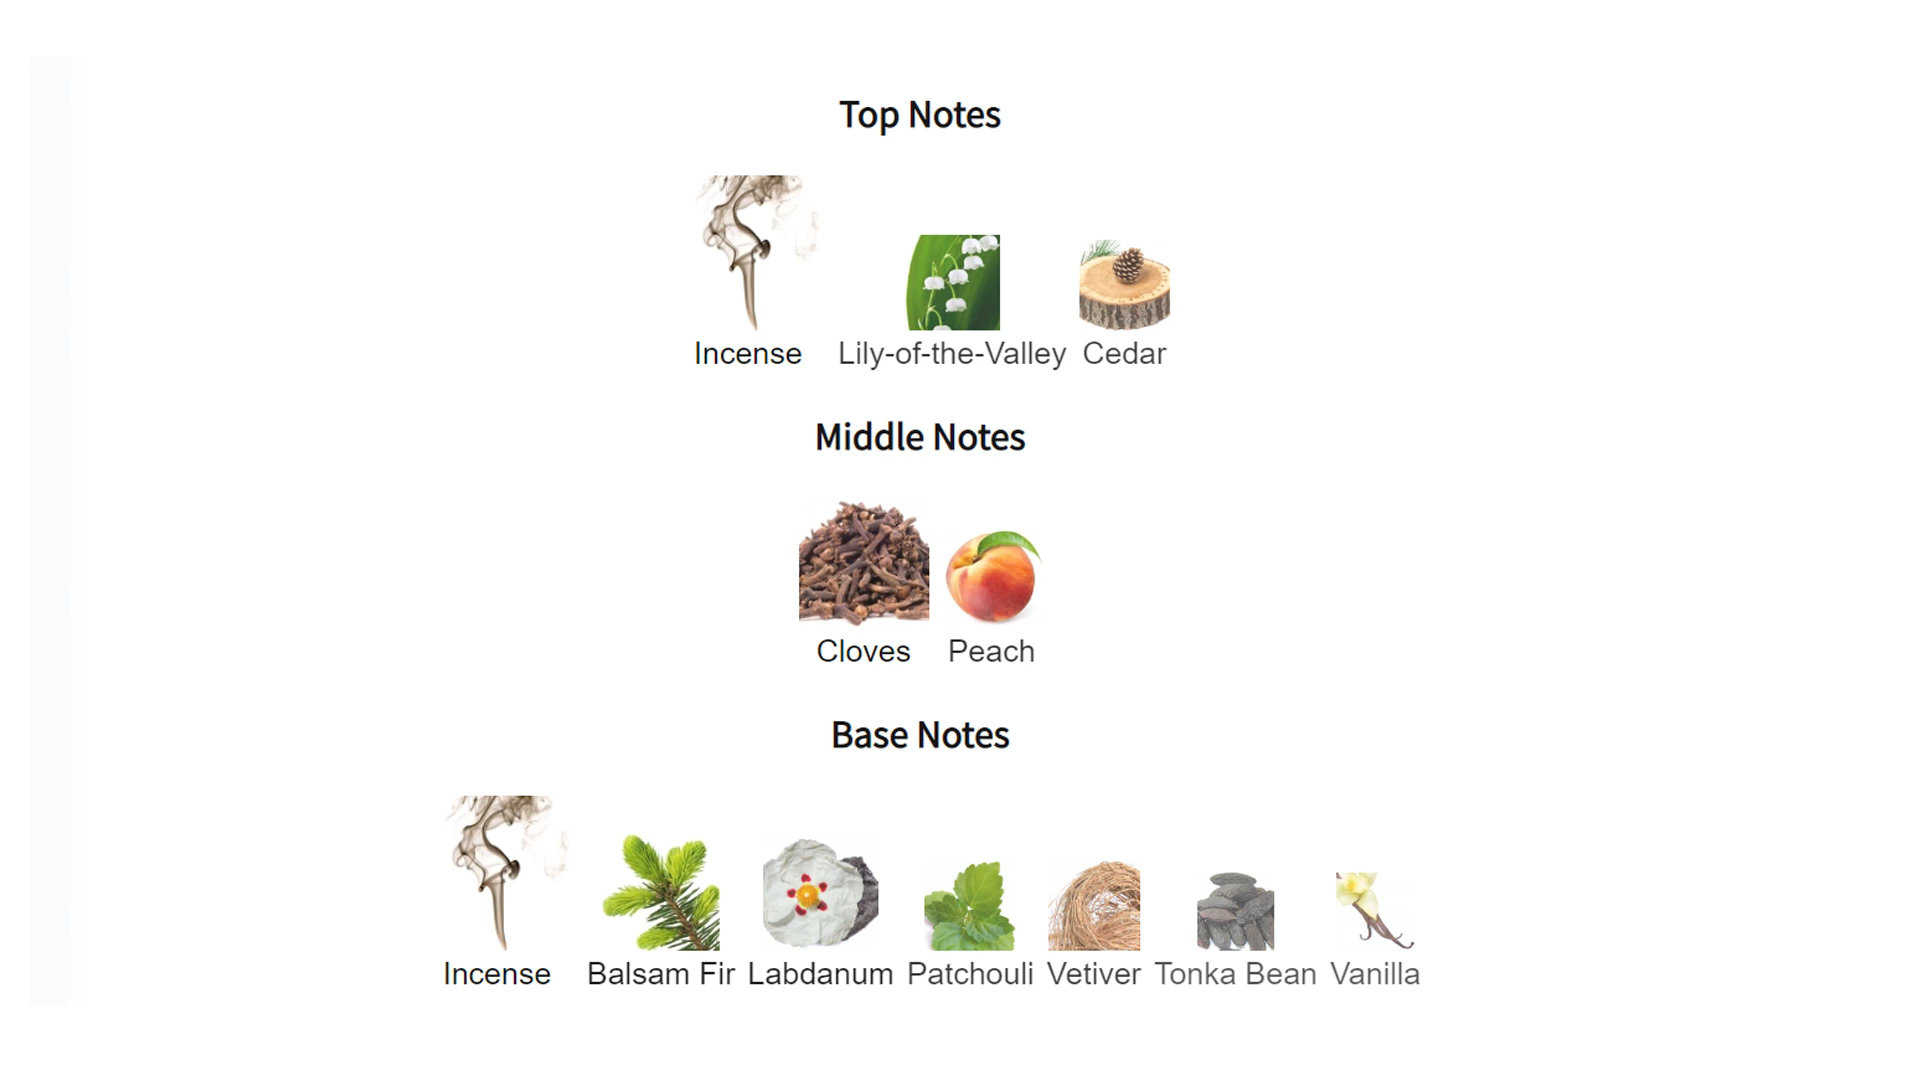 Top Notes
Incense Lily-of-the-Valley Cedar
Middle Notes
Cloves Peach
Base Notes
Incense Balsam Fir Labdanum Patchouli Vetiver Tonka Bean Vanilla